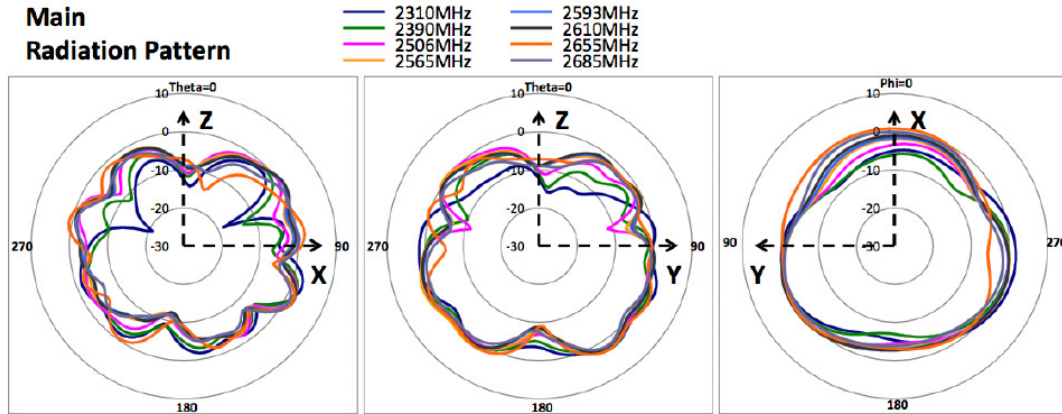 Main
Radiation Pattern
2310MHz
2390MHz
2506MHz
2565MHz
2593MHz
2610MHz
2655MHz
2685MHz
Theta=0
10
0
-10
-20
-30
Z
X
270
90
180
Theta=0
10
0
-10
-20
-30
Z
Y
270
90
180
Phi=0
10
0
-10
-20
-30
X
Y
90
270
180